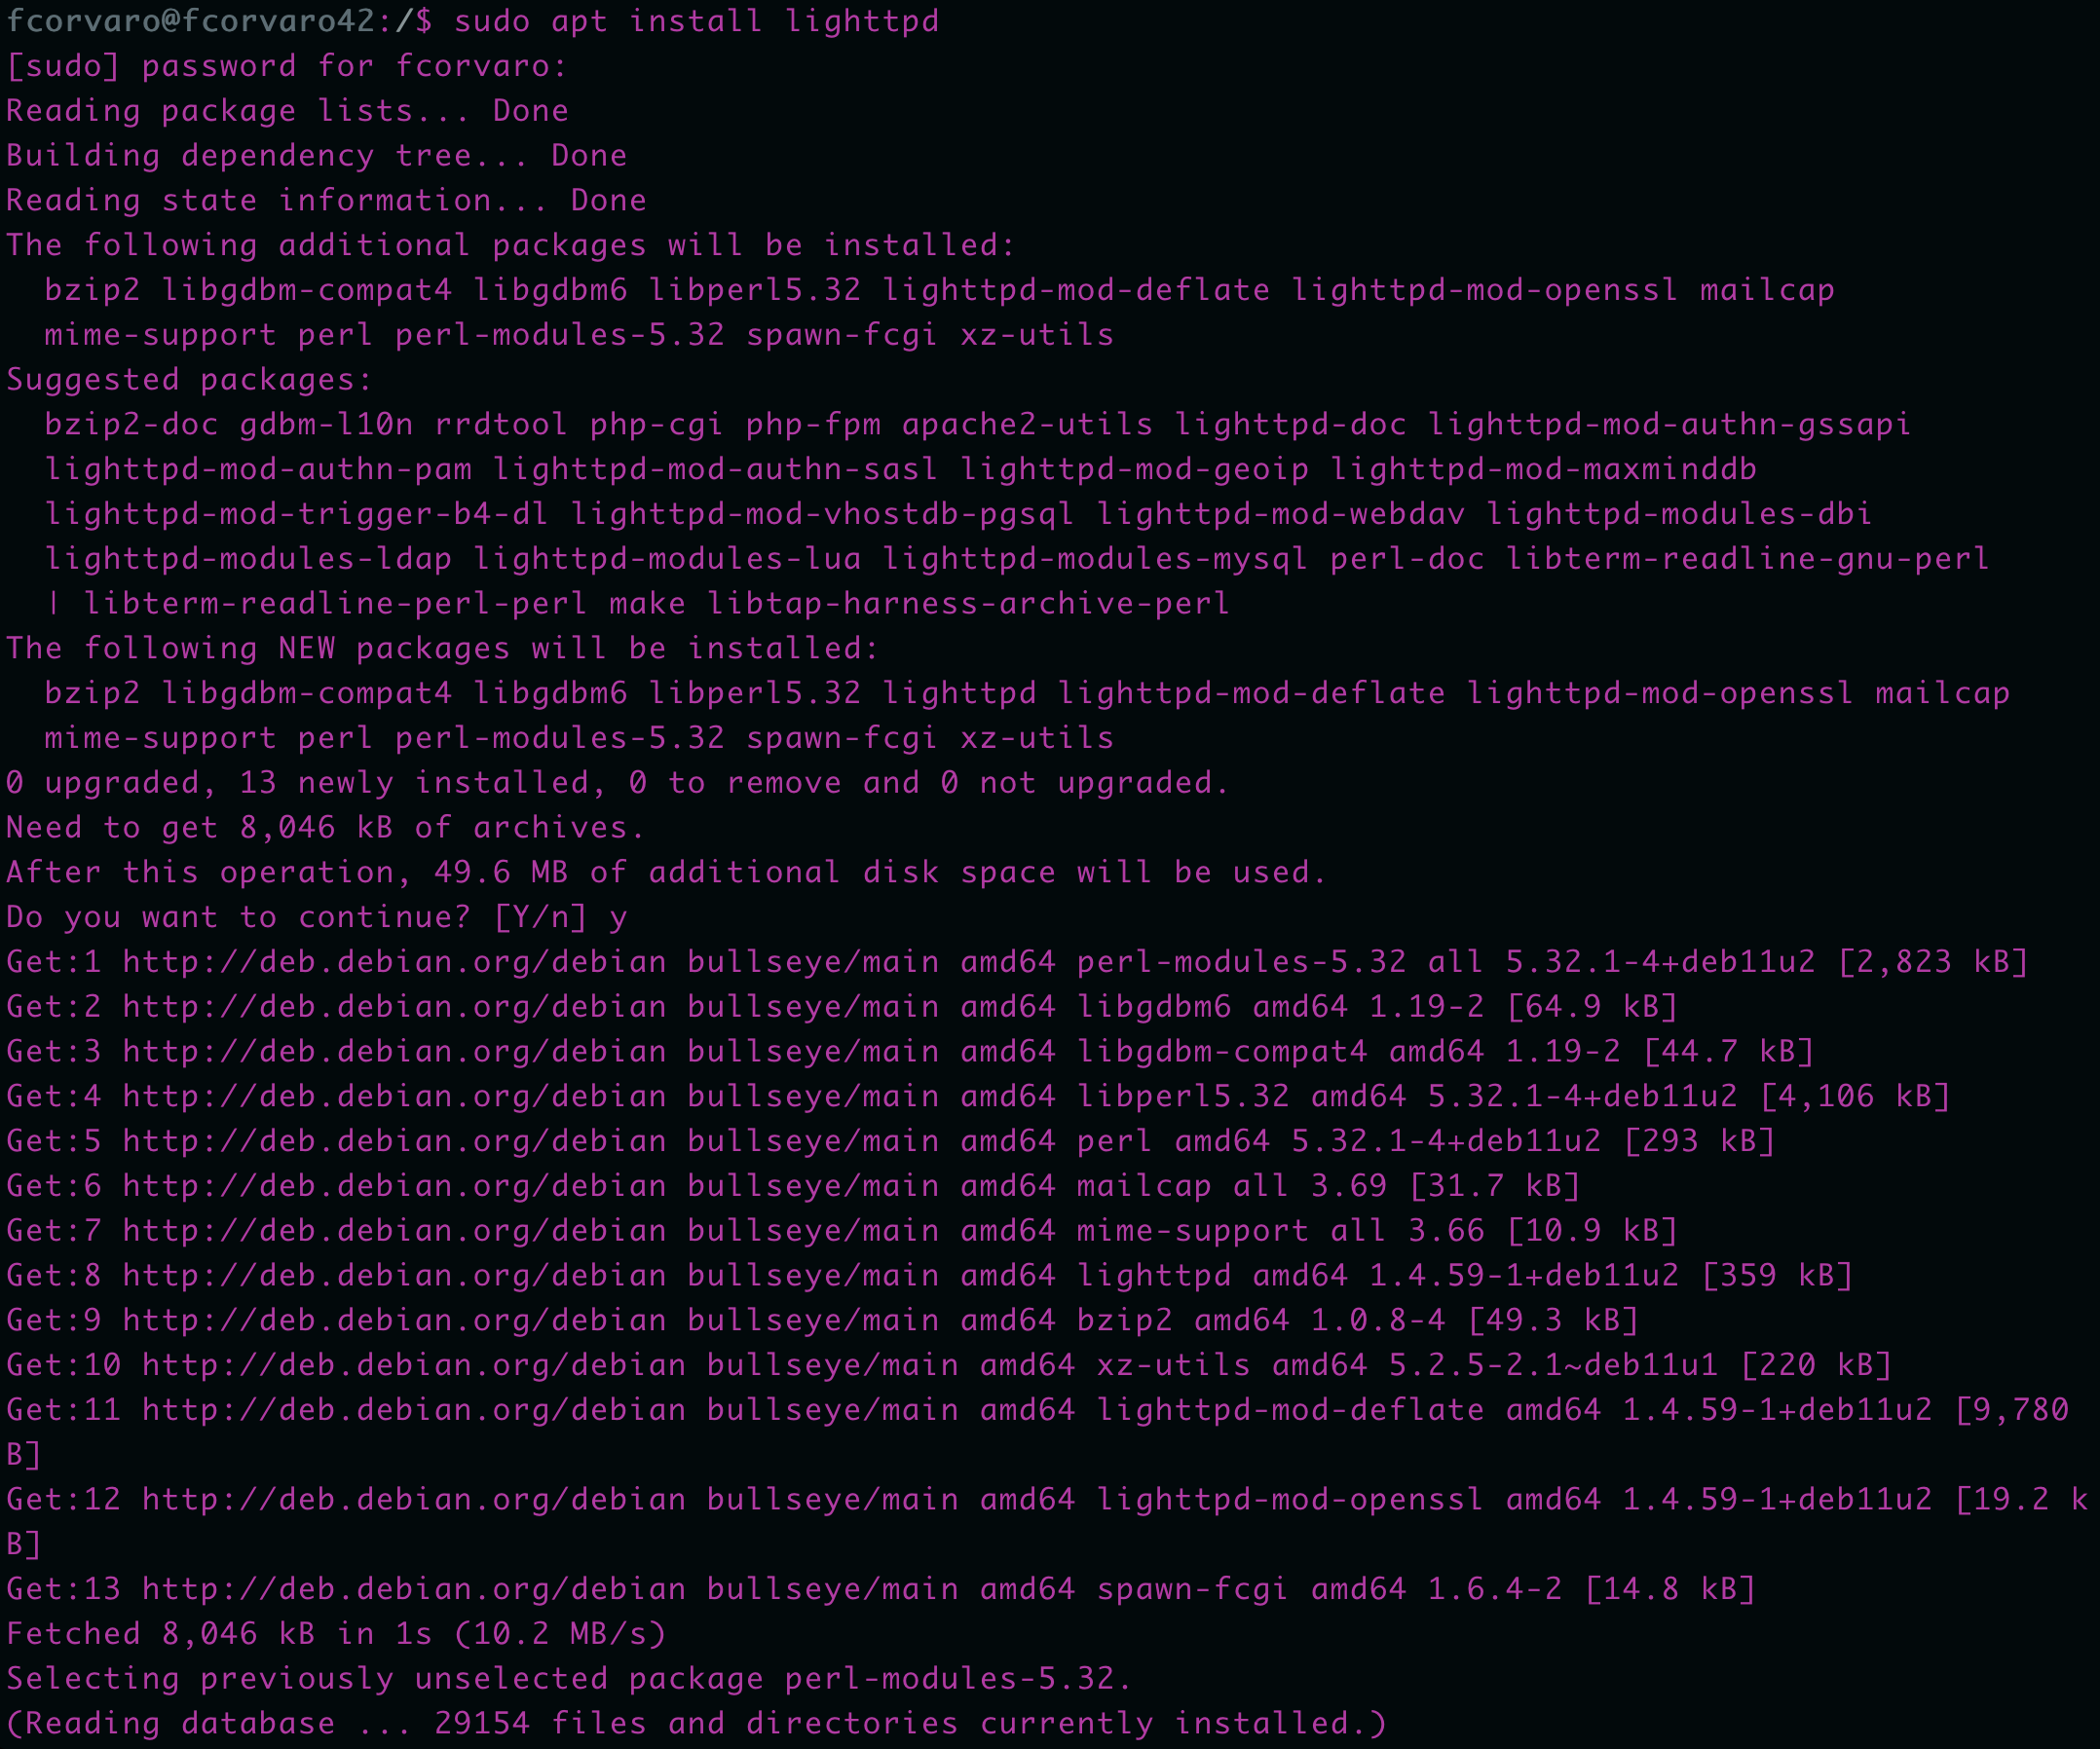 fcorvaro@fcorvaro42:/$ sudo apt install lighttpd
[sudo] password for fcorvaro:
Reading package lists... Done
Building dependency tree... Done
Reading state information... Done
The following additional packages will be installed:
  bzip2 libgdbm-compat4 libgdbm6 libperl5.32 lighttpd-mod-deflate lighttpd-mod-openssl mailcap
  mime-support perl perl-modules-5.32 spawn-fcgi xz-utils
Suggested packages:
  bzip2-doc gdbm-l10n rrdtool php-cgi php-fpm apache2-utils lighttpd-doc lighttpd-mod-authn-gssapi
  lighttpd-mod-authn-pam lighttpd-mod-authn-sasl lighttpd-mod-geoip lighttpd-mod-maxminddb
  lighttpd-mod-trigger-b4-dl lighttpd-mod-vhostdb-pgsql lighttpd-mod-webdav lighttpd-modules-dbi
  lighttpd-modules-ldap lighttpd-modules-lua lighttpd-modules-mysql perl-doc libterm-readline-gnu-perl
  | libterm-readline-perl-perl make libtap-harness-archive-perl
The following NEW packages will be installed:
  bzip2 libgdbm-compat4 libgdbm6 libperl5.32 lighttpd lighttpd-mod-deflate lighttpd-mod-openssl mailcap
  mime-support perl perl-modules-5.32 spawn-fcgi xz-utils
0 upgraded, 13 newly installed, 0 to remove and 0 not upgraded.
Need to get 8,046 kB of archives.
After this operation, 49.6 MB of additional disk space will be used.
Do you want to continue? [Y/n] y
Get:1 http://deb.debian.org/debian bullseye/main amd64 perl-modules-5.32 all 5.32.1-4+deb11u2 [2,823 kB]
Get:2 http://deb.debian.org/debian bullseye/main amd64 libgdbm6 amd64 1.19-2 [64.9 kB]
Get:3 http://deb.debian.org/debian bullseye/main amd64 libgdbm-compat4 amd64 1.19-2 [44.7 kB]
Get:4 http://deb.debian.org/debian bullseye/main amd64 libperl5.32 amd64 5.32.1-4+deb11u2 [4,106 kB]
Get:5 http://deb.debian.org/debian bullseye/main amd64 perl amd64 5.32.1-4+deb11u2 [293 kB]
Get:6 http://deb.debian.org/debian bullseye/main amd64 mailcap all 3.69 [31.7 kB]
Get:7 http://deb.debian.org/debian bullseye/main amd64 mime-support all 3.66 [10.9 kB]
Get:8 http://deb.debian.org/debian bullseye/main amd64 lighttpd amd64 1.4.59-1+deb11u2 [359 kB]
Get:9 http://deb.debian.org/debian bullseye/main amd64 bzip2 amd64 1.0.8-4 [49.3 kB]
Get:10 http://deb.debian.org/debian bullseye/main amd64 xz-utils amd64 5.2.5-2.1~deb11u1 [220 kB]
Get:11 http://deb.debian.org/debian bullseye/main amd64 lighttpd-mod-deflate amd64 1.4.59-1+deb11u2 [9,780
B]
Get:12 http://deb.debian.org/debian bullseye/main amd64 lighttpd-mod-openssl amd64 1.4.59-1+deb11u2 [19.2 k
B]
Get:13 http://deb.debian.org/debian bullseye/main amd64 spawn-fcgi amd64 1.6.4-2 [14.8 kB]
Fetched 8,046 kB in 1s (10.2 MB/s)
Selecting previously unselected package perl-modules-5.32.
(Reading database ... 29154 files and directories currently installed.)